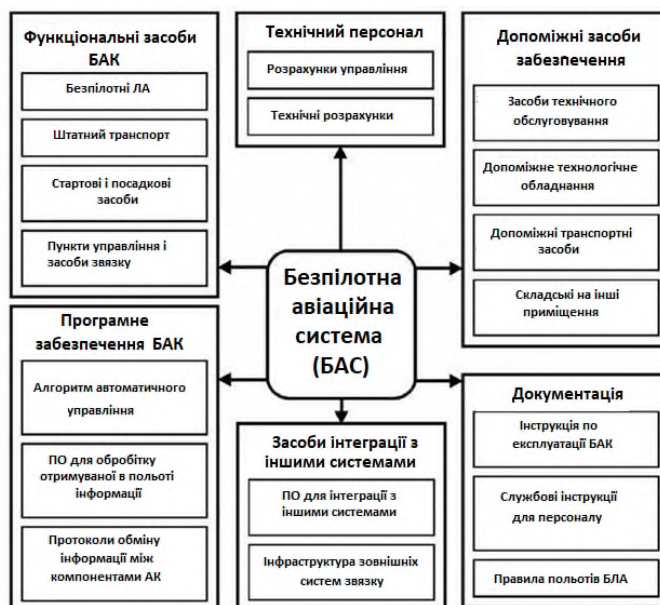 Функціональні засоби
БАК
Безпілотні ЛА
Штатний транспорт
Стартові і посадкові
засоби
Пункти управління і
засоби звязку
Технічний персонал
Розрахунки управління
Технічні розрахунки
Допоміжні засоби
забезпечення
Засоби технічного
обслуговування
Допоміжне технологічне
обладнання
Допоміжні транспортні
засоби
Складські на інші
приміщення
Безпілотна
авіаційна
система
(БАС)
Програмне
забезпечення БАК
Алгоритм автоматичного
управління
ПО для обробітку
отримуваної в польоті
інформації
Протоколи обміну
інформації між
компонентами АК
Засоби інтеграції з
іншими системами
ПО для інтеграції з
іншими системами
Інфраструктура зовнішніх
систем звязку
Документація
Інструкція по
експлуатації БАК
Службові інструкції
для персоналу
Правила польотів БЛА